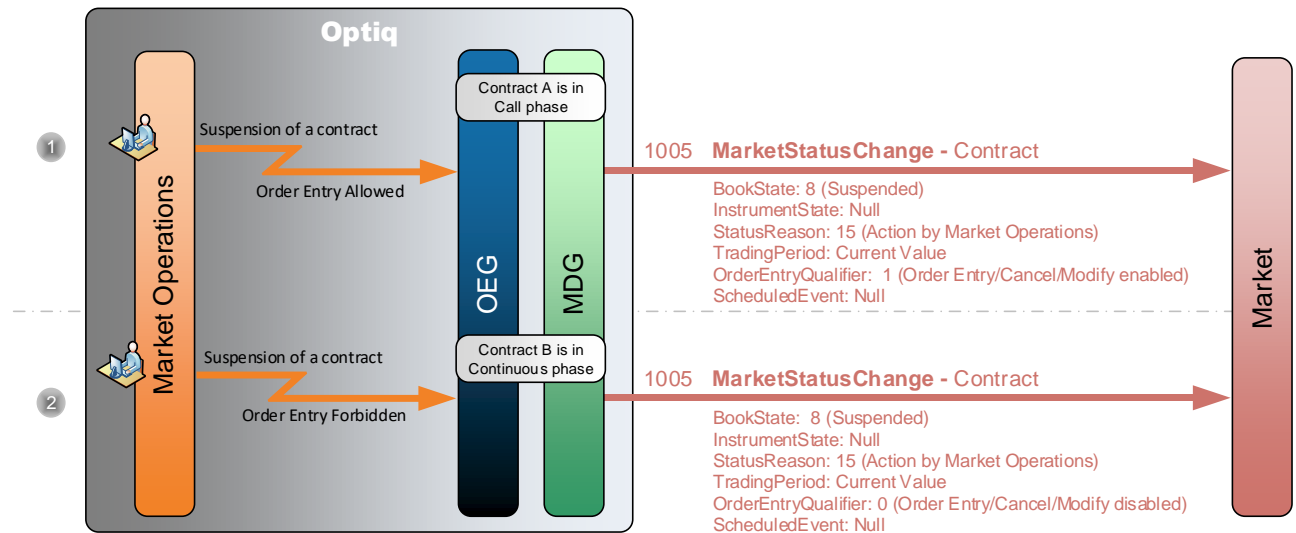 Optiq
Market Operations
OEG
MDG
Market
1
Contract A is in
Call phase
Suspension of a contract
Order Entry Allowed
1005 MarketStatusChange - Contract
BookState: 8 (Suspended)
InstrumentState: Null
StatusReason: 15 (Action by Market Operations)
TradingPeriod: Current Value
OrderEntryQualifier: 1 (Order Entry/Cancel/Modify enabled)
ScheduledEvent: Null
2
Contract B is in
Continuous phase
Suspension of a contract
Order Entry Forbidden
1005 MarketStatusChange - Contract
BookState: 8 (Suspended)
InstrumentState: Null
StatusReason: 15 (Action by Market Operations)
TradingPeriod: Current Value
OrderEntryQualifier: 0 (Order Entry/Cancel/Modify disabled)
ScheduledEvent: Null